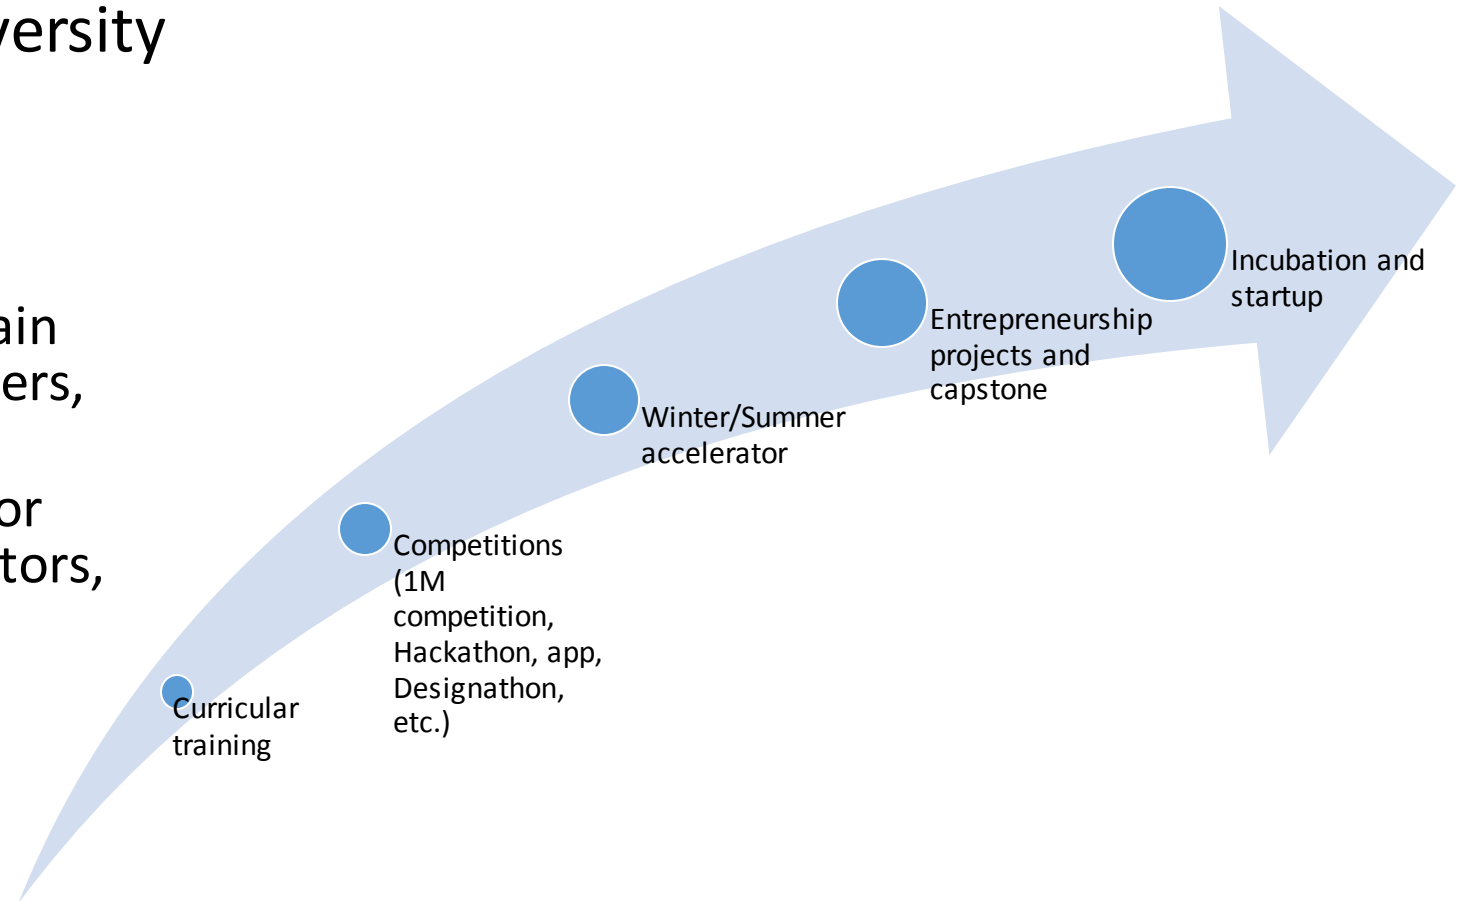 versity
ain
ers,
or
tors,
Curricular
training
Competitions
(1M
competition,
Hackathon, app,
Designathon,
etc.)
Winter/Summer
accelerator
Entrepreneurship
projects and
capstone
Incubation and
startup